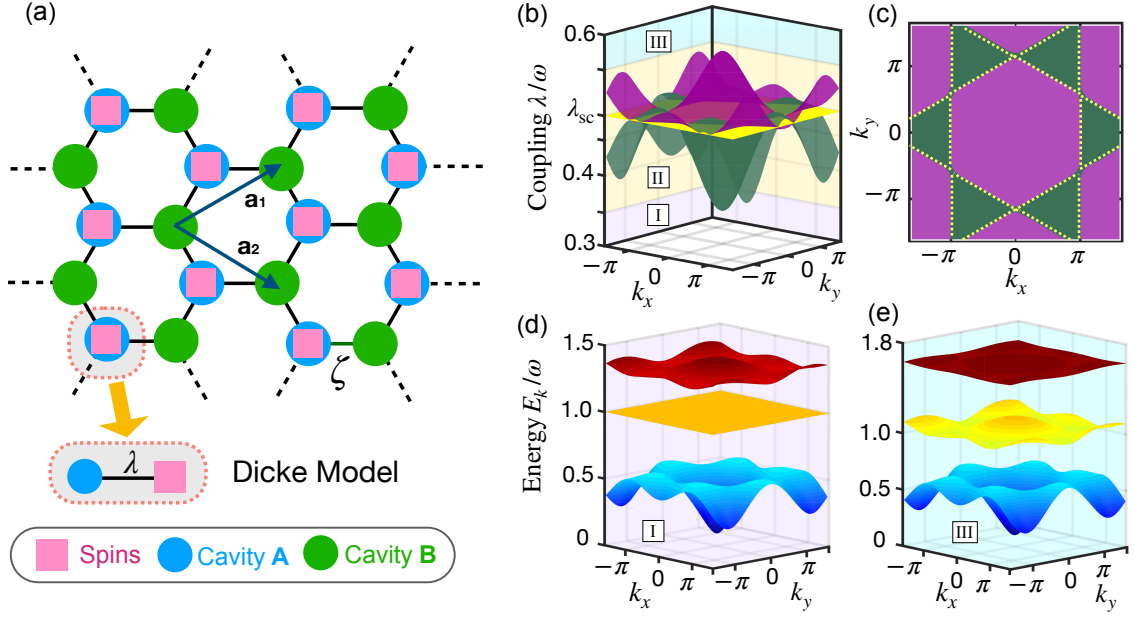 (a)
a1
a2
ζ
λ
Dicke Model
Spins
Cavity A
Cavity B
(b)
Coupling λ/ω
0.6
λsc
0.4
0.3
III
II
I
−π
0
π
kx
−π
0
π
ky
(c)
ky
π
0
−π
0
π
kx
(d)
Energy Ek/ω
1.5
1.0
0.5
0
I
−π
0
π
kx
−π
0
π
ky
(e)
1.8
1.0
0.5
0
III
−π
0
π
kx
−π
0
π
ky